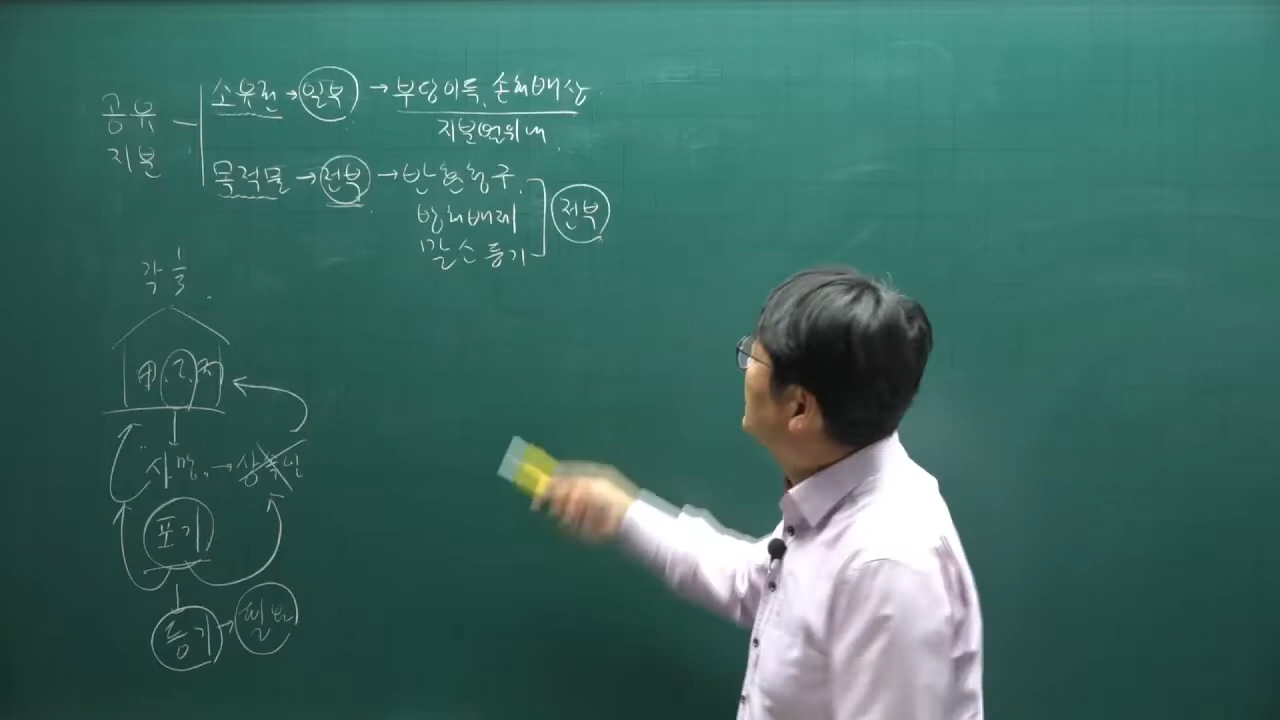 공유
지분
소유권 → 일부 → 부당이득, 손해배상
지분범위내
목적물 → 전부 → 반환청구
방해배제
말소등기
전부
각 1/3
甲.乙.丙
사망 → 상속인
포기
등기 → 필요